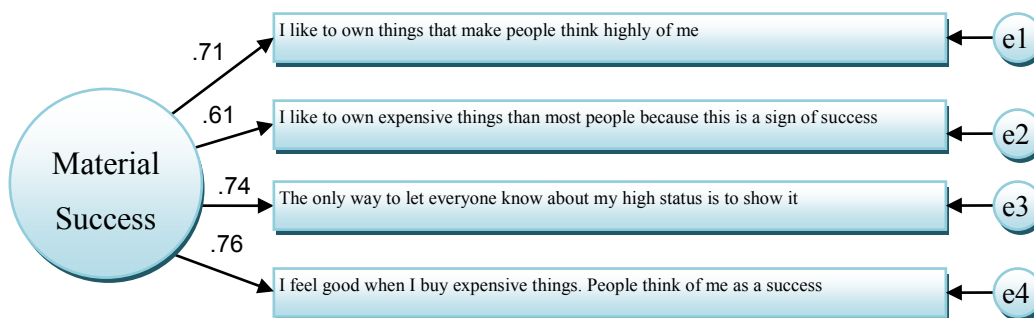 I like to own things that make people think highly of me
e1
.71
.61
I like to own expensive things than most people because this is a sign of success
e2
Material
Success
.74
The only way to let everyone know about my high status is to show it
e3
.76
I feel good when I buy expensive things. People think of me as a success
e4